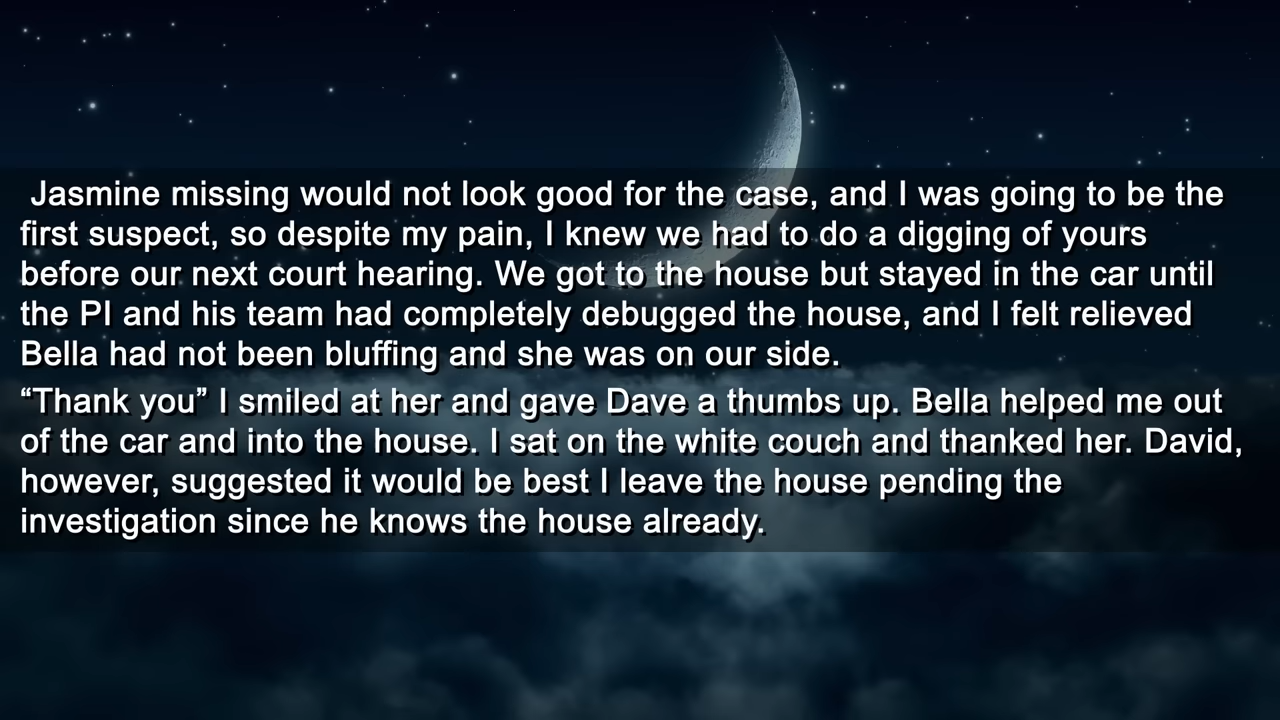 Jasmine missing would not look good for the case, and I was going to be the
first suspect, so despite my pain, I knew we had to do a digging of yours
before our next court hearing. We got to the house but stayed in the car until
the PI and his team had completely debugged the house, and I felt relieved
Bella had not been bluffing and she was on our side.
“Thank you” I smiled at her and gave Dave a thumbs up. Bella helped me out
of the car and into the house. I sat on the white couch and thanked her. David,
however, suggested it would be best I leave the house pending the
investigation since he knows the house already.